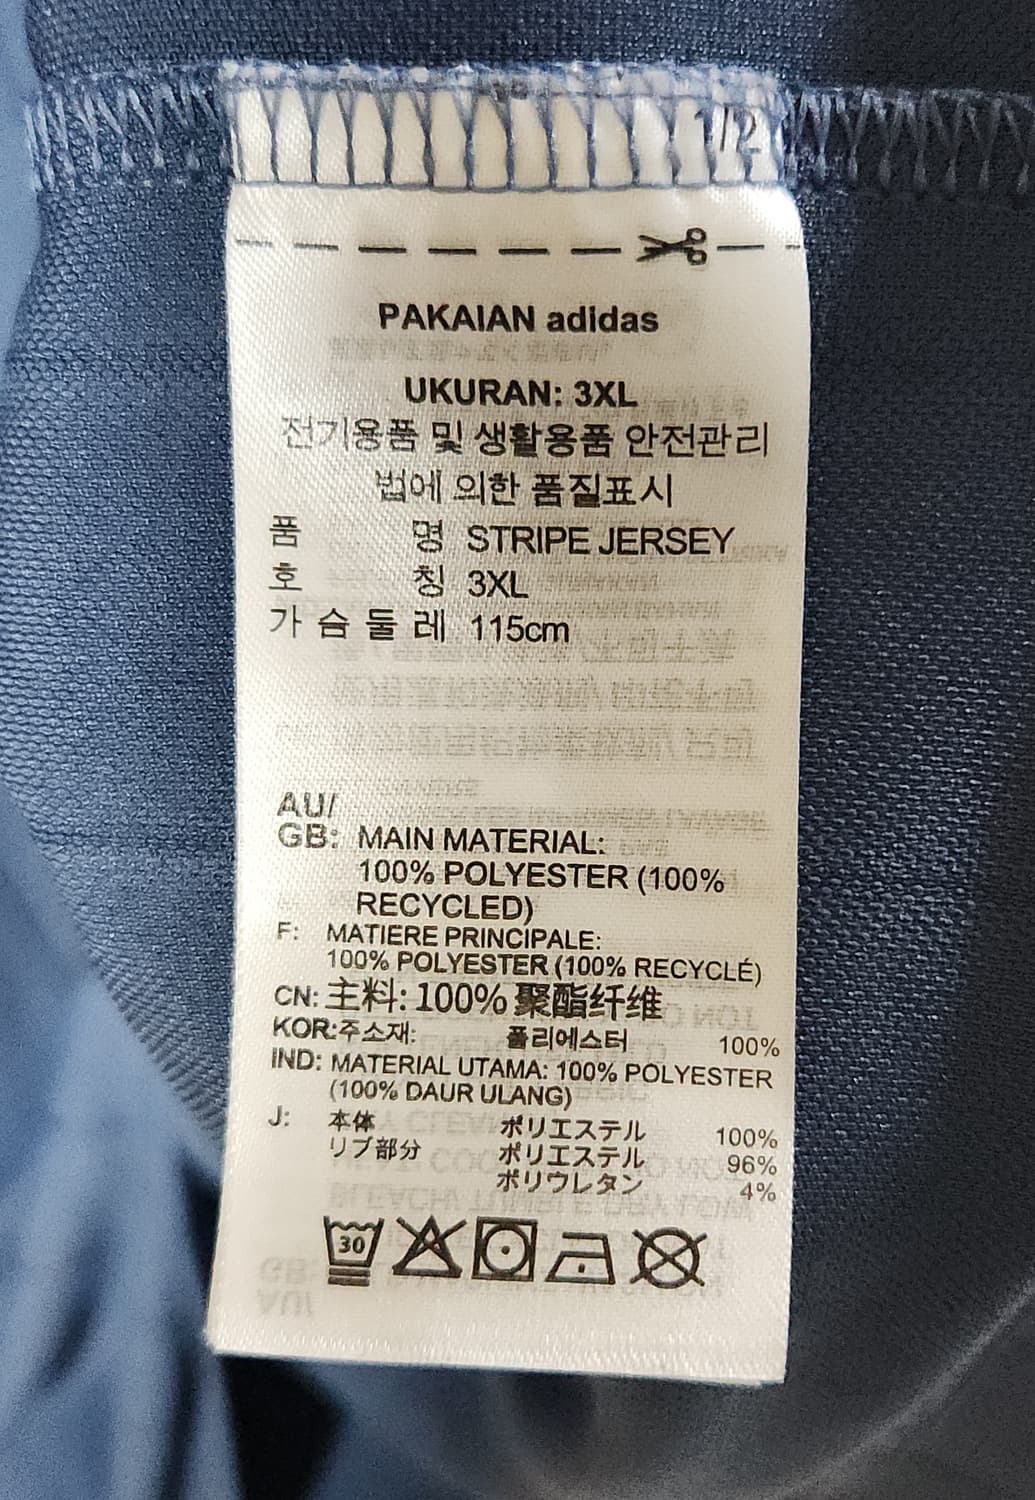 1/2
PAKAIAN adidas
UKURAN: 3XL
전기용품 및 생활용품 안전관리
법에 의한 품질표시
품 명 STRIPE JERSEY
호 칭 3XL
가 슴 둘 레 115cm
AU/
GB: MAIN MATERIAL:
100% POLYESTER (100%
RECYCLED)
F: MATIERE PRINCIPALE:
100% POLYESTER (100% RECYCLÉ)
CN: 主料: 100% 聚酯纤维
KOR:주소재: 폴리에스터 100%
IND: MATERIAL UTAMA: 100% POLYESTER
(100% DAUR ULANG)
J: 本体 ポリエステル 100%
リブ部分 ポリエステル 96%
ポリウレタン 4%
30